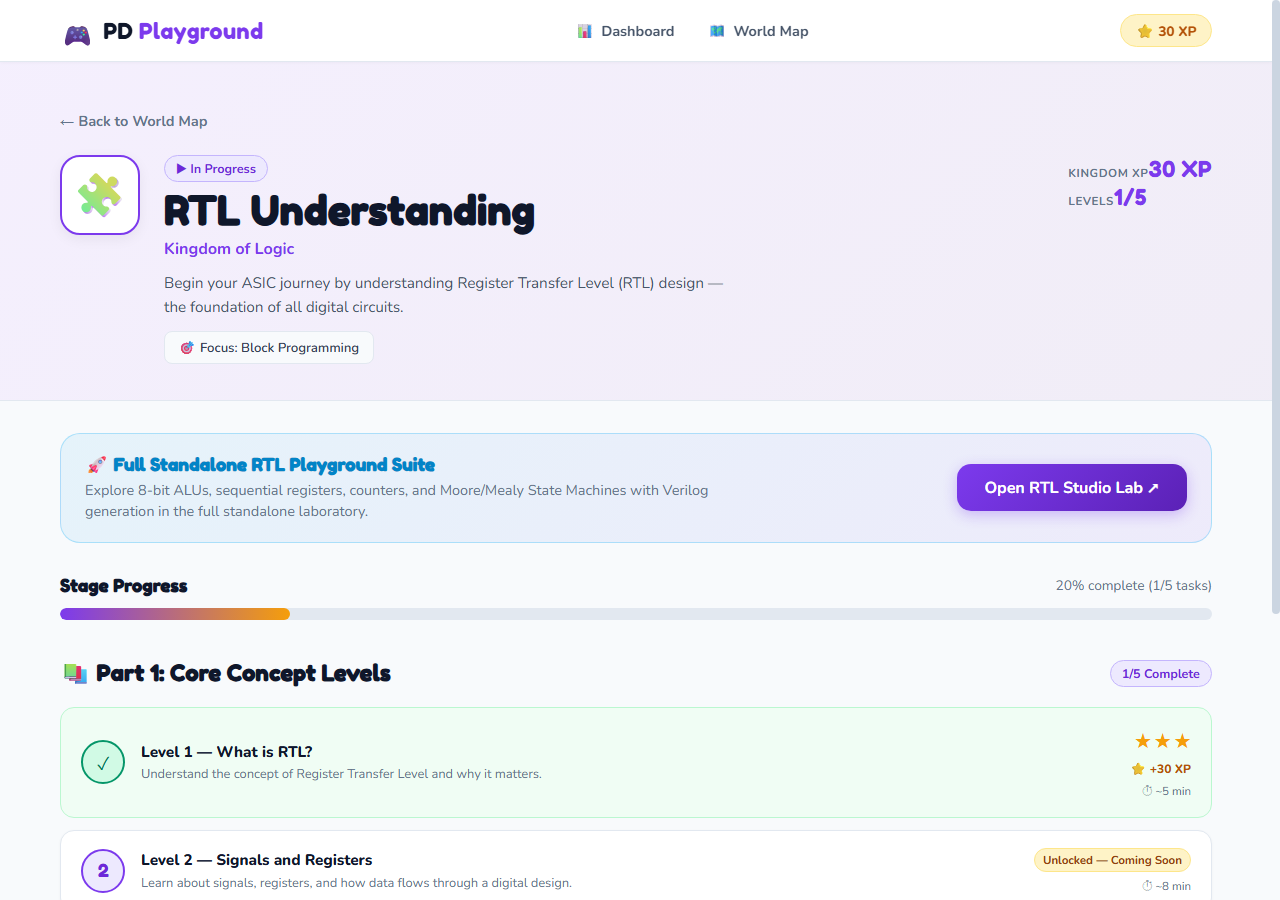 PD Playground
Dashboard
World Map
30 XP
← Back to World Map
▶ In Progress
RTL Understanding
Kingdom of Logic
Begin your ASIC journey by understanding Register Transfer Level (RTL) design —
the foundation of all digital circuits.
Focus: Block Programming
KINGDOM XP 30 XP
LEVELS 1/5
Full Standalone RTL Playground Suite
Explore 8-bit ALUs, sequential registers, counters, and Moore/Mealy State Machines with Verilog
generation in the full standalone laboratory.
Open RTL Studio Lab ↗
Stage Progress
20% complete (1/5 tasks)
Part 1: Core Concept Levels
1/5 Complete
✓
Level 1 — What is RTL?
Understand the concept of Register Transfer Level and why it matters.
★★★
+30 XP
~5 min
2
Level 2 — Signals and Registers
Learn about signals, registers, and how data flows through a digital design.
Unlocked — Coming Soon
~8 min